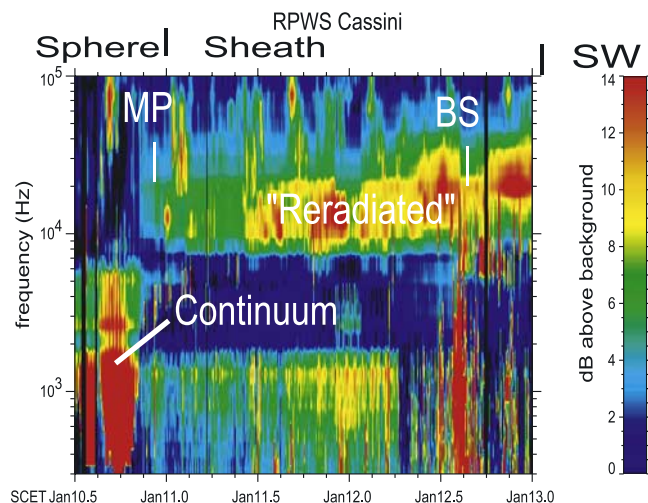 RPWS Cassini
Sphere Sheath SW
10^5
MP BS
14
12
"Reradiated"
10
frequency (Hz)
10^4
dB above background
8
6
Continuum
4
10^3
2
0
SCET Jan10.5 Jan11.0 Jan11.5 Jan12.0 Jan12.5 Jan13.0